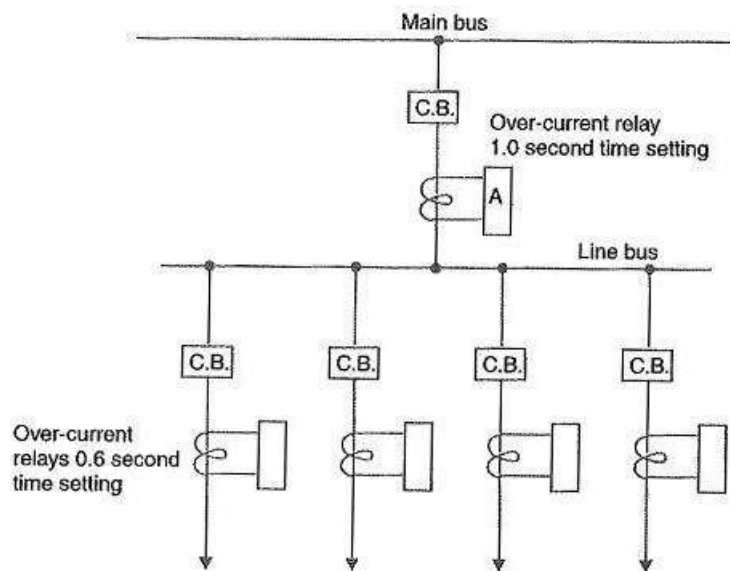 Main bus
C.B.
Over-current relay
1.0 second time setting
A
Line bus
C.B.
C.B.
C.B.
C.B.
Over-current
relays 0.6 second
time setting